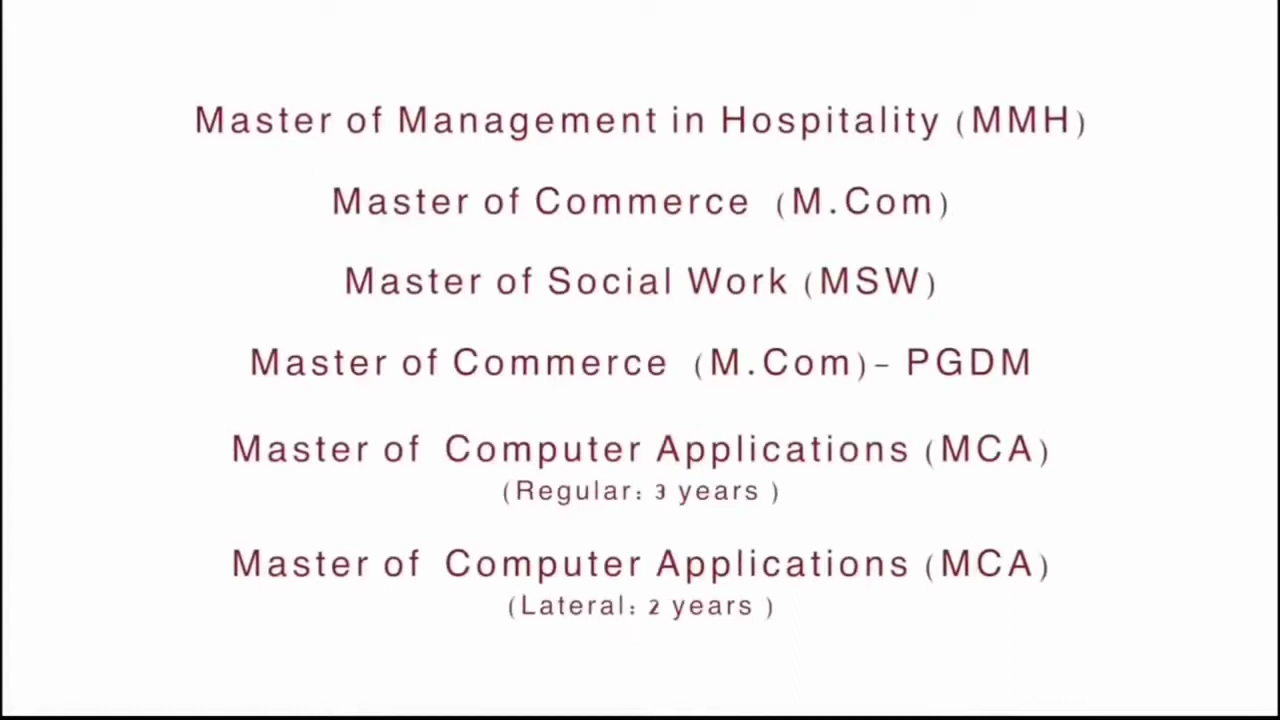 Master of Management in Hospitality (MMH)
Master of Commerce (M.Com)
Master of Social Work (MSW)
Master of Commerce (M.Com)- PGDM
Master of Computer Applications (MCA)
(Regular: 3 years )
Master of Computer Applications (MCA)
(Lateral: 2 years )